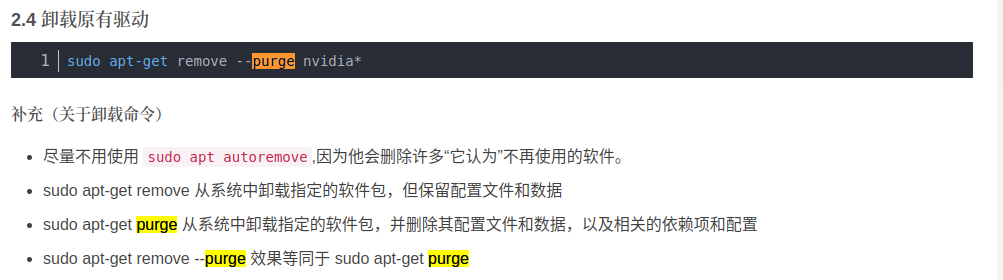 2.4 卸载原有驱动
1 sudo apt-get remove --purge nvidia*
补充（关于卸载命令）
• 尽量不用使用 sudo apt autoremove,因为他会删除许多“它认为”不再使用的软件。
• sudo apt-get remove 从系统中卸载指定的软件包，但保留配置文件和数据
• sudo apt-get purge 从系统中卸载指定的软件包，并删除其配置文件和数据，以及相关的依赖项和配置
• sudo apt-get remove --purge 效果等同于 sudo apt-get purge